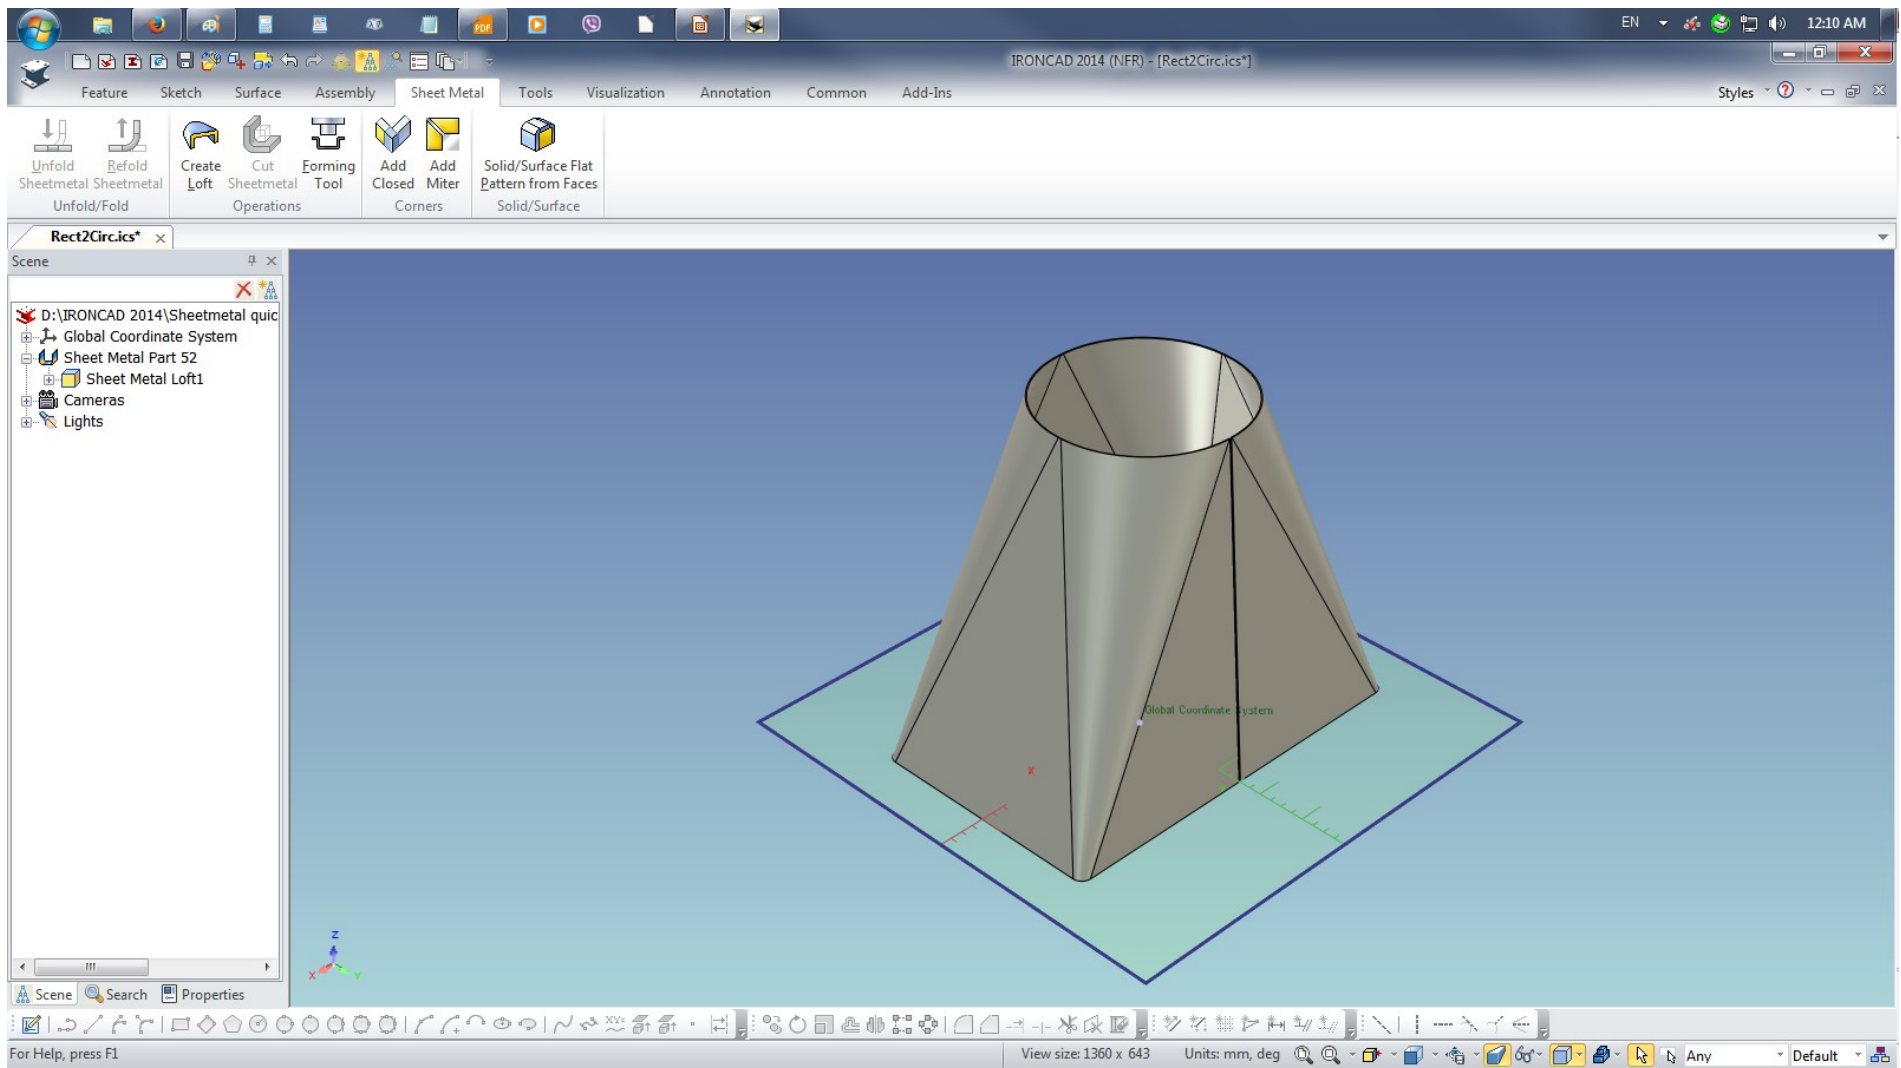 PDF
EN
12:10 AM
IRONCAD 2014 (NFR) - [Rect2Circ.ics*]
Feature Sketch Surface Assembly Sheet Metal Tools Visualization Annotation Common Add-Ins
Styles
Unfold Sheetmetal
Refold Sheetmetal
Unfold/Fold
Create Loft
Cut Sheetmetal
Forming Tool
Operations
Add Closed
Add Miter
Corners
Solid/Surface Flat
Pattern from Faces
Solid/Surface
Rect2Circ.ics*
Scene
D:\IRONCAD 2014\Sheetmetal quic
Global Coordinate System
Sheet Metal Part 52
Sheet Metal Loft1
Cameras
Lights
Global Coordinate System
X
Z
X Y
Scene Search Properties
For Help, press F1
View size: 1360 x 643
Units: mm, deg
Any
Default